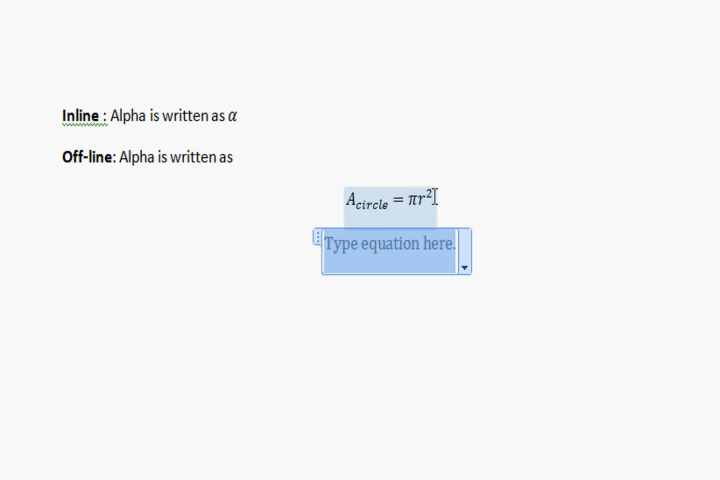 Inline : Alpha is written as α
Off-line: Alpha is written as
A_circle = πr²
Type equation here.